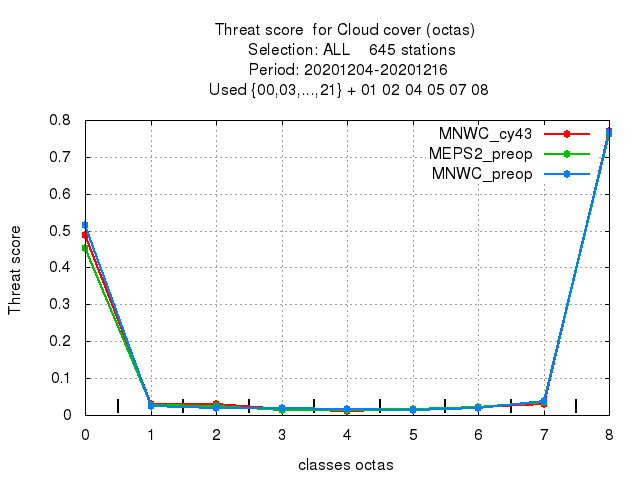 Threat score  for Cloud cover (octas)
Selection: ALL    645 stations
Period: 20201204-20201216
Used {00,03,...,21} + 01 02 04 05 07 08
MNWC_cy43
MEPS2_preop
MNWC_preop
0.8
0.7
0.6
0.5
0.4
0.3
0.2
0.1
0
Threat score
0 1 2 3 4 5 6 7 8
classes octas